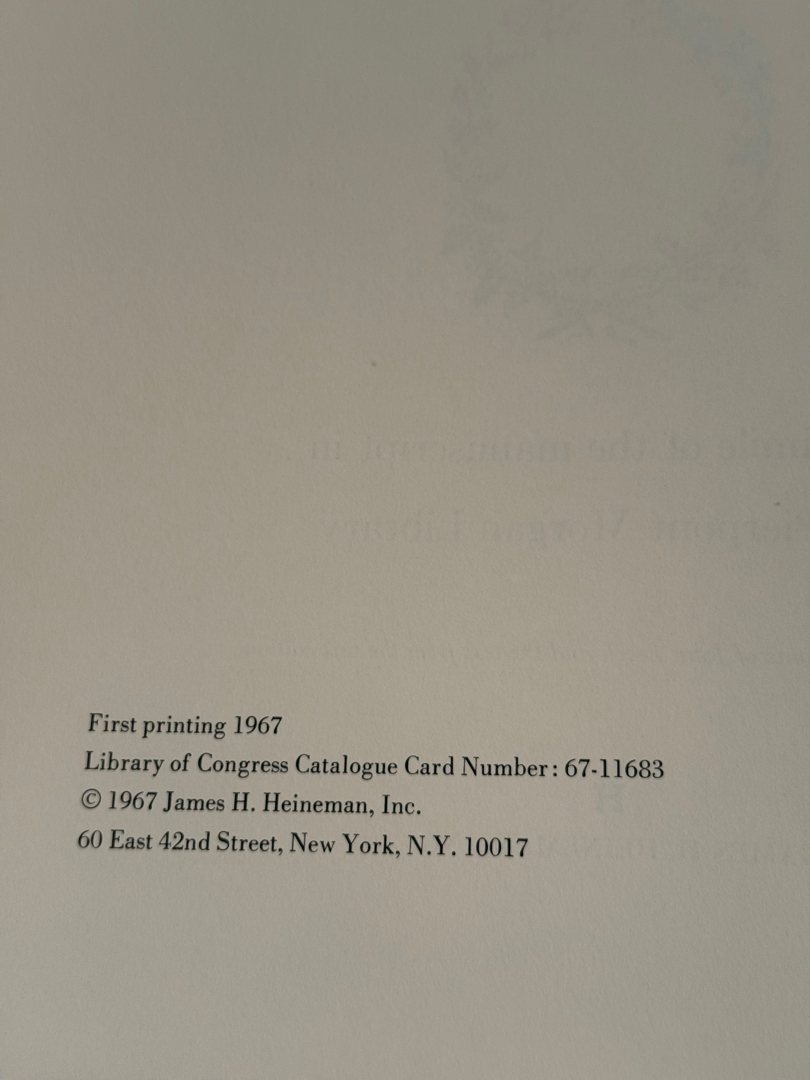 First printing 1967
Library of Congress Catalogue Card Number: 67-11683
© 1967 James H. Heineman, Inc.
60 East 42nd Street, New York, N.Y. 10017